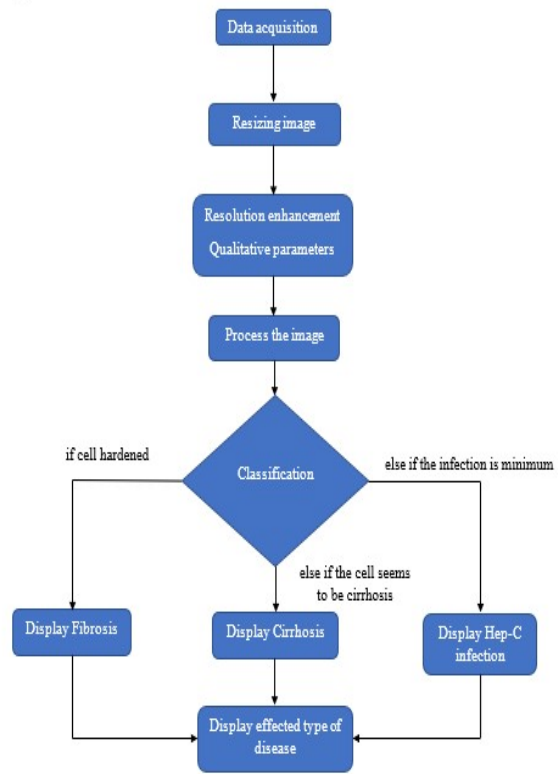 Data acquisition
Resizing image
Resolution enhancement
Qualitative parameters
Process the image
Classification
if cell hardened
else if the infection is minimum
else if the cell seems
to be cirrhosis
Display Fibrosis
Display Cirrhosis
Display Hep-C
infection
Display effected type of
disease